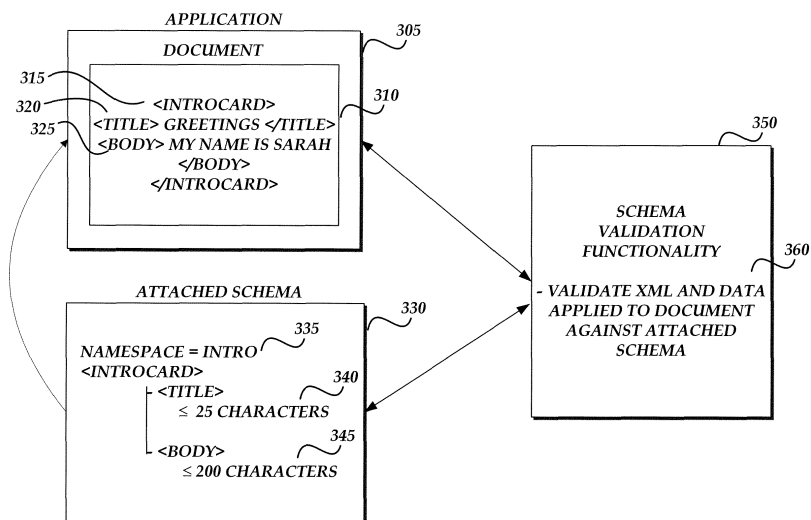 APPLICATION
305
DOCUMENT
315
<INTROCARD>
310
320
<TITLE> GREETINGS </TITLE>
325
<BODY> MY NAME IS SARAH
</BODY>
</INTROCARD>
350
SCHEMA
VALIDATION
FUNCTIONALITY
360
- VALIDATE XML AND DATA
APPLIED TO DOCUMENT
AGAINST ATTACHED
SCHEMA
ATTACHED SCHEMA
330
335
NAMESPACE = INTRO
<INTROCARD>
340
- <TITLE>
≤ 25 CHARACTERS
345
- <BODY>
≤ 200 CHARACTERS